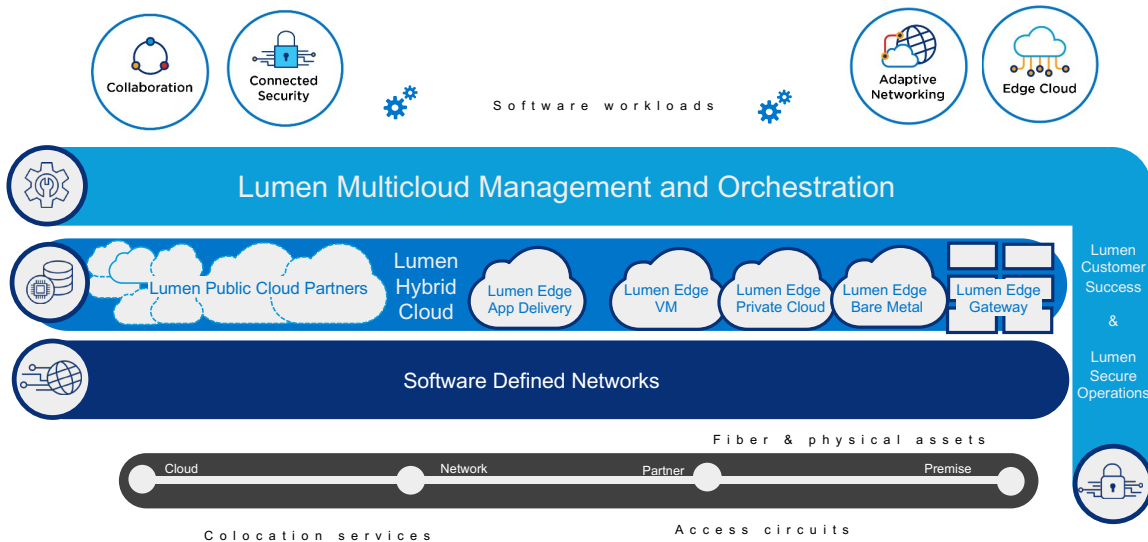 Collaboration
Connected
Security
Software workloads
Adaptive
Networking
Edge Cloud
Lumen Multicloud Management and Orchestration
Lumen Public Cloud Partners
Lumen
Hybrid
Cloud
Lumen Edge
App Delivery
Lumen Edge
VM
Lumen Edge
Private Cloud
Lumen Edge
Bare Metal
Lumen Edge
Gateway
Lumen
Customer
Success
&
Lumen
Secure
Operations
Software Defined Networks
Fiber & physical assets
Cloud
Network
Partner
Premise
Colocation services
Access circuits